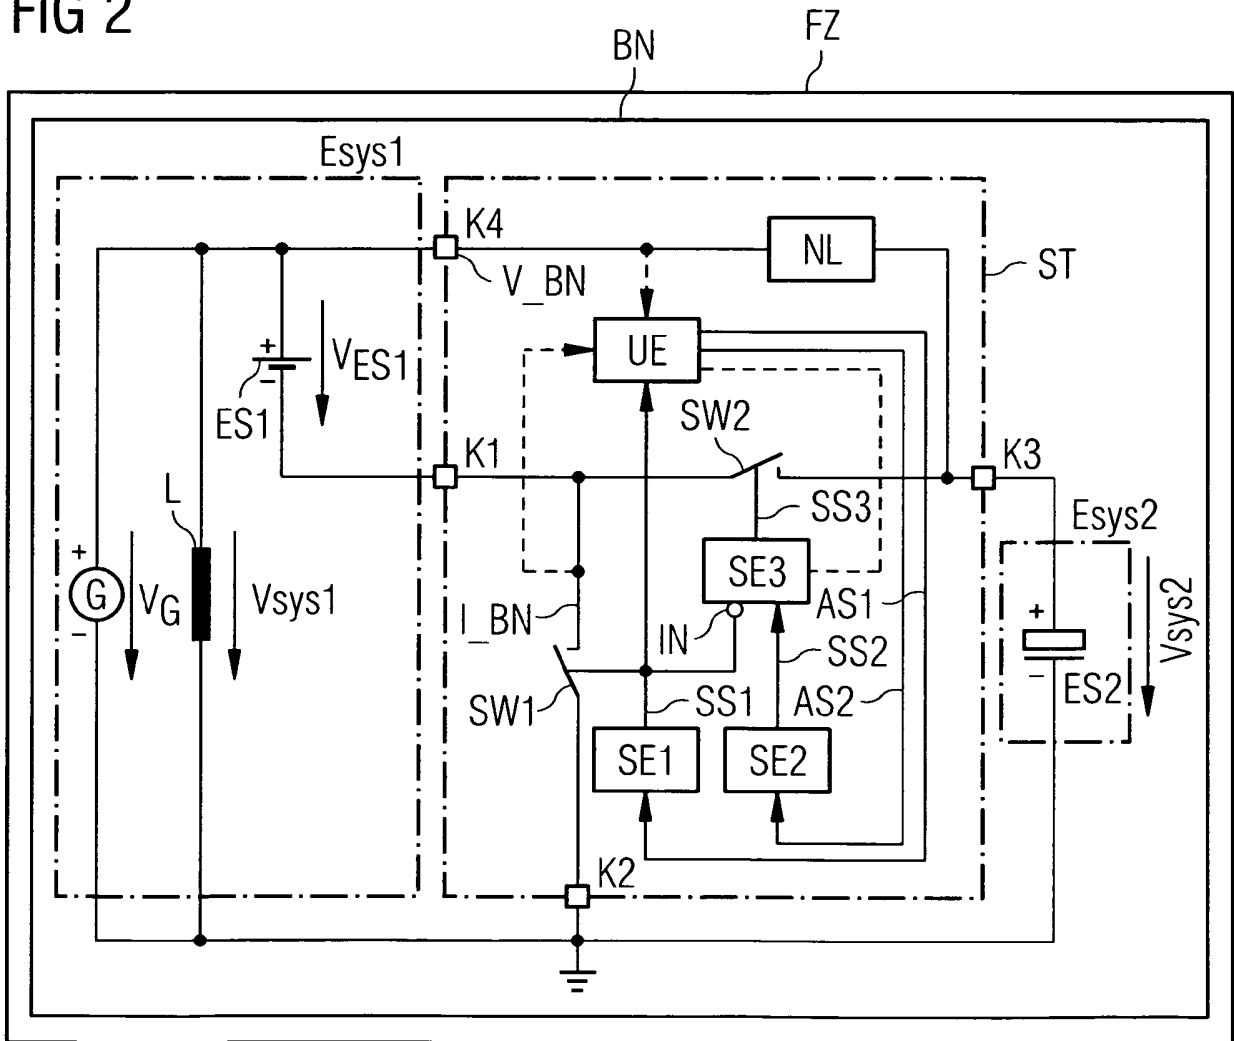 FIG 2
FZ
BN
Esys1
K4
NL
ST
V_BN
UE
+
VES1
−
ES1
SW2
K1
K3
L
SS3
Esys2
+
G
VG
Vsys1
−
SE3
AS1
I_BN
IN
SS2
+
Vsys2
SW1
SS1
AS2
−
ES2
SE1
SE2
K2